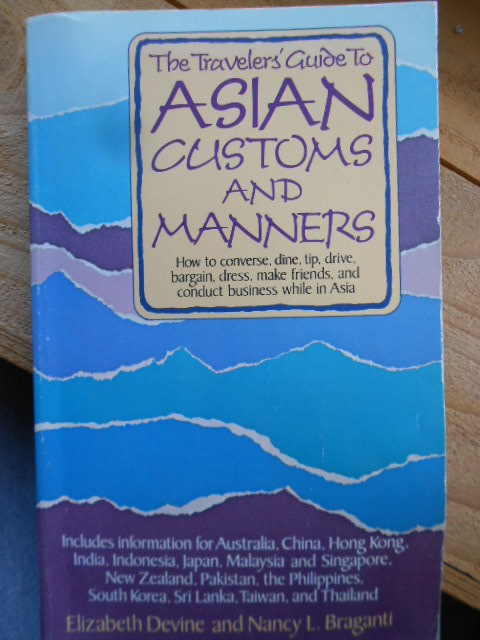 The Travelers' Guide To
ASIAN
CUSTOMS
AND
MANNERS
How to converse, dine, tip, drive,
bargain, dress, make friends, and
conduct business while in Asia
Includes information for Australia, China, Hong Kong,
India, Indonesia, Japan, Malaysia and Singapore,
New Zealand, Pakistan, the Philippines,
South Korea, Sri Lanka, Taiwan, and Thailand
Elizabeth Devine and Nancy L. Braganti